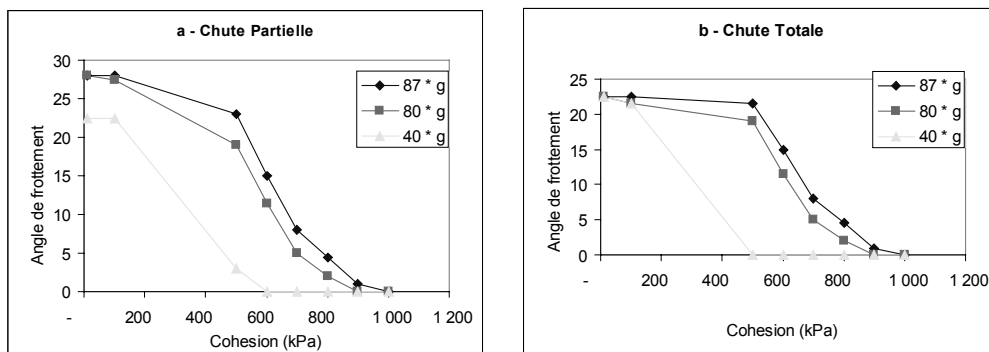 a - Chute Partielle
30
25
20
15
10
5
0
Angle de frottement
87 * g
80 * g
40 * g
- 200 400 600 800 1 000 1 200
Cohesion (kPa)
b - Chute Totale
25
20
15
10
5
0
Angle de frottement
87 * g
80 * g
40 * g
- 200 400 600 800 1 000 1 200
Cohesion (kPa)